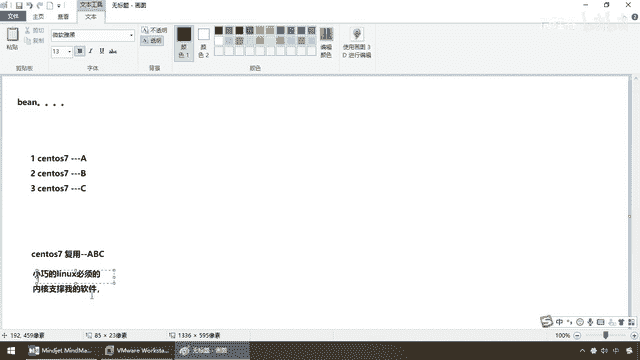 文本工具
无标题 - 画图
文件
主页
查看
文本
粘贴
剪切
复制
剪贴板
微软雅黑
13
B
I
U
abc
字体
不透明
透明
背景
颜色 1
颜色 2
颜色
编辑颜色
使用画图 3D 进行编辑
bean。。。。
1 centos7 ---A
2 centos7 ---B
3 centos7 ---C
centos7 复用--ABC
小巧的linux必须的
内核支撑我的软件,
中
192, 459像素
85 × 23像素
1336 × 595像素
100%
Mindjet MindMa...
VMware Worksta...
无标题 - 画图
中